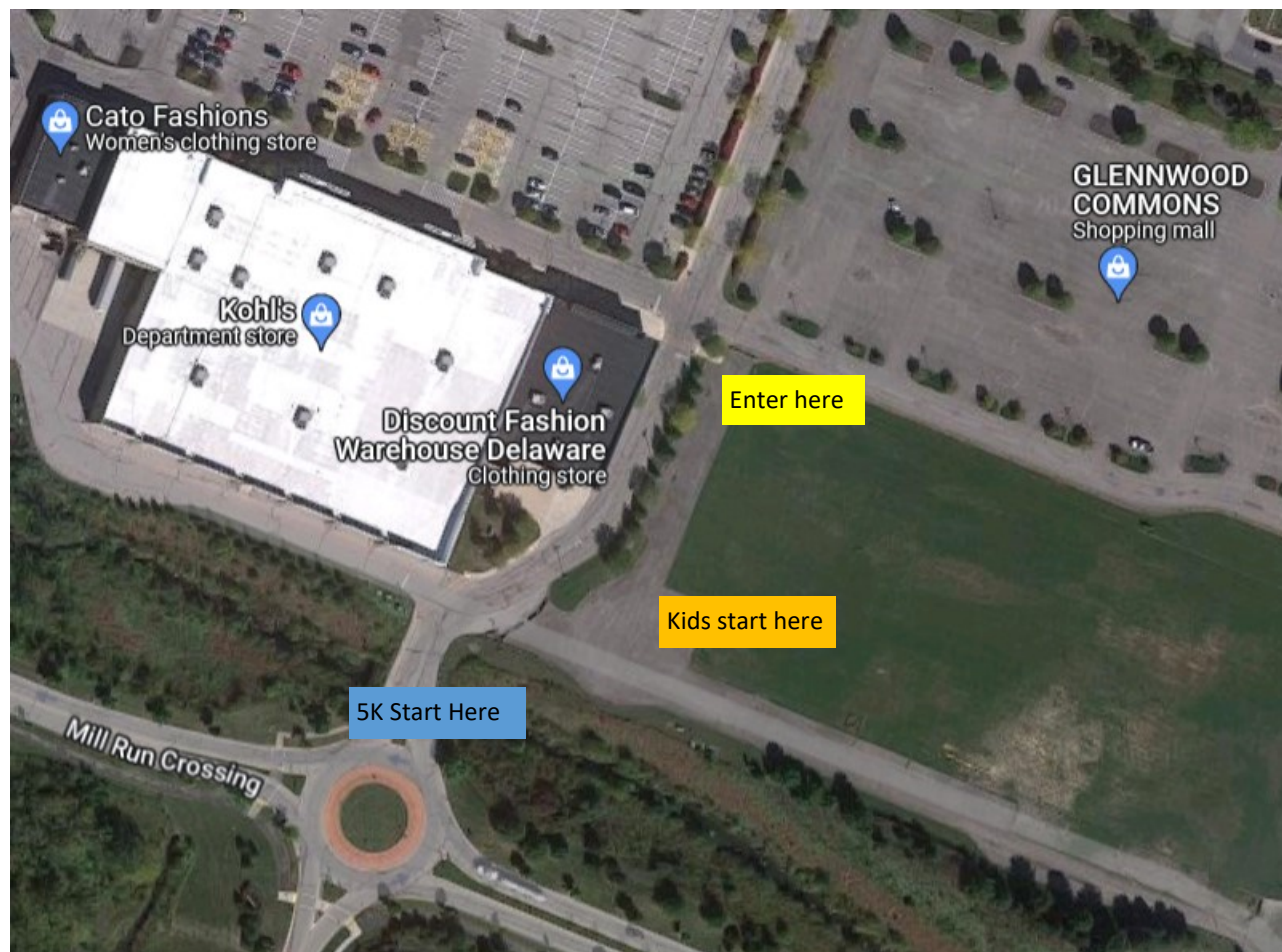 Cato Fashions
Women's clothing store
GLENNWOOD
COMMONS
Shopping mall
Kohl's
Department store
Enter here
Discount Fashion
Warehouse Delaware
Clothing store
Kids start here
5K Start Here
Mill Run Crossing